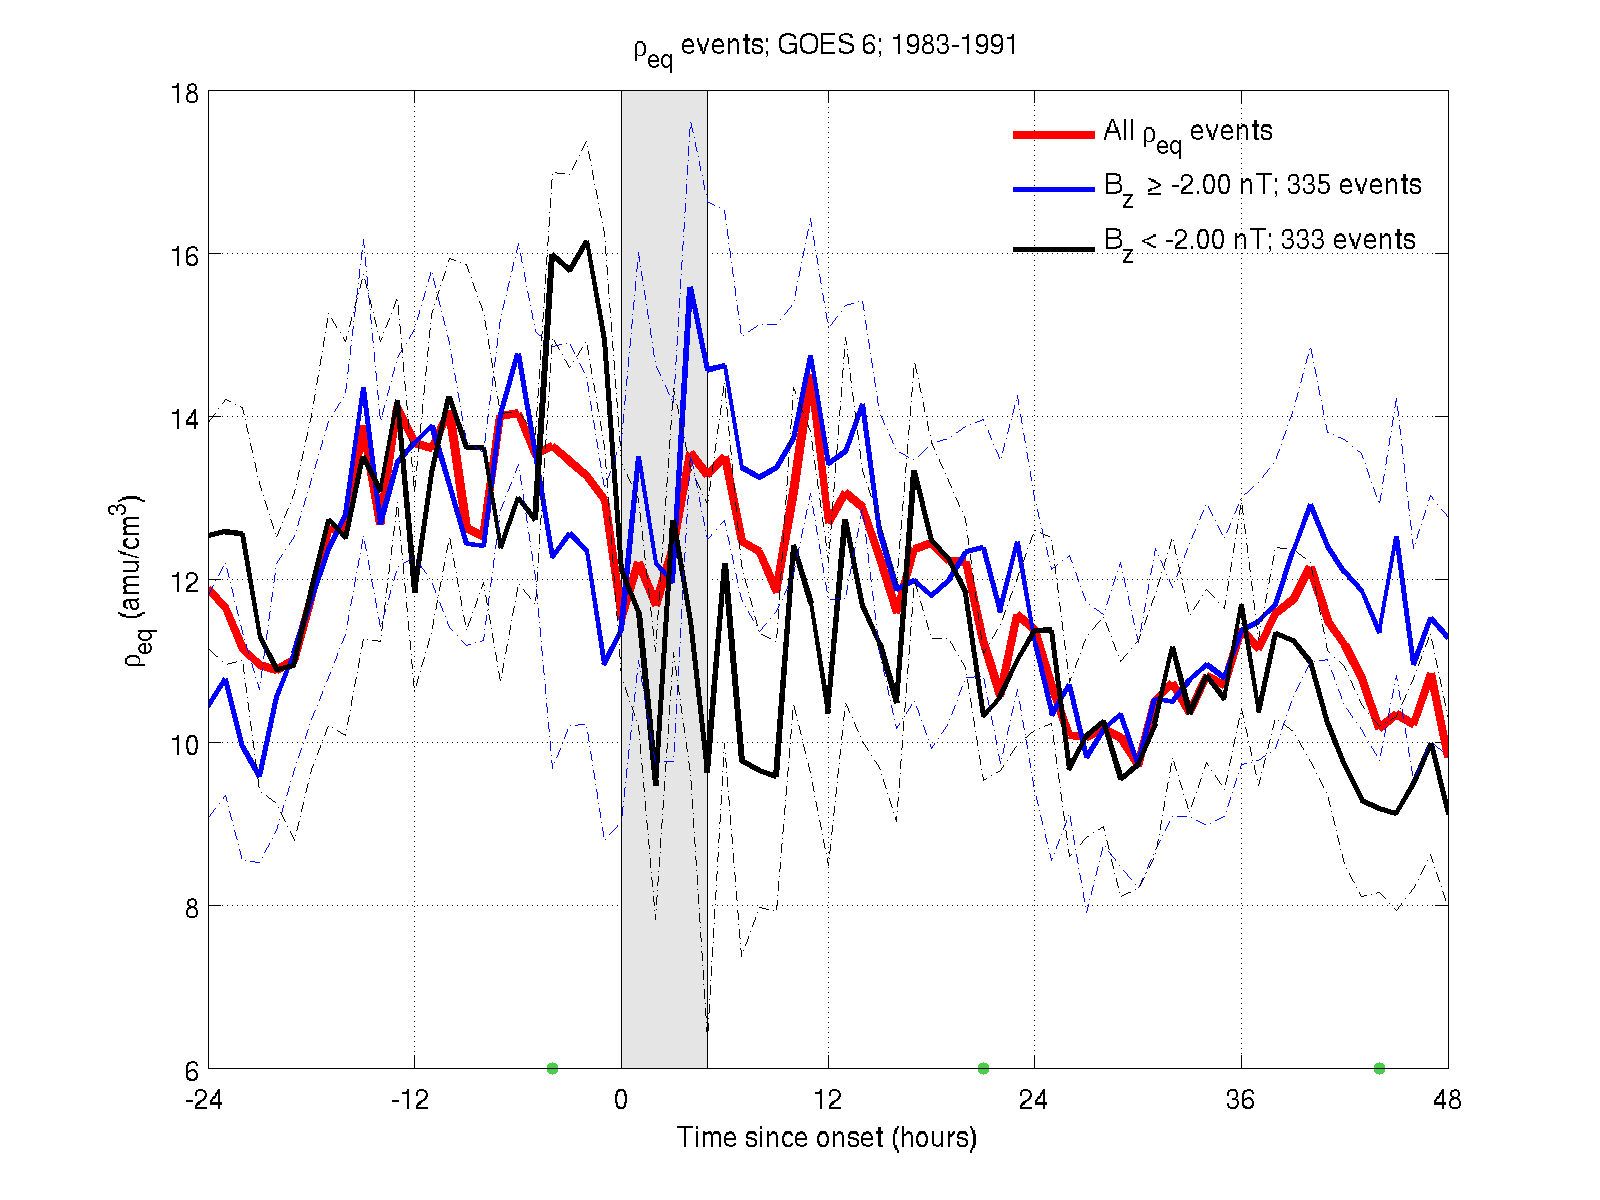 ρeq events; GOES 6; 1983-1991
All ρeq events
Bz ≥ -2.00 nT; 335 events
Bz < -2.00 nT; 333 events
18
16
14
12
10
8
6
ρeq (amu/cm³)
-24 -12 0 12 24 36 48
Time since onset (hours)